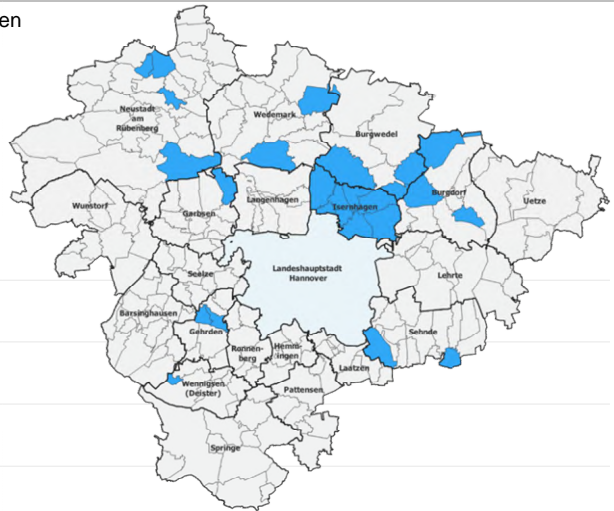 en
Neustadt
am
Rübenberg
Wedemark
Burgwedel
Wunstorf
Garbsen
Langenhagen
Isernhagen
Burgdorf
Uetze
Landeshauptstadt
Hannover
Seelze
Lehrte
Barsinghausen
Gehrden
Sehnde
Ronnen-
berg
Hemm-
ingen
Laatzen
Wennigsen
(Deister)
Pattensen
Springe